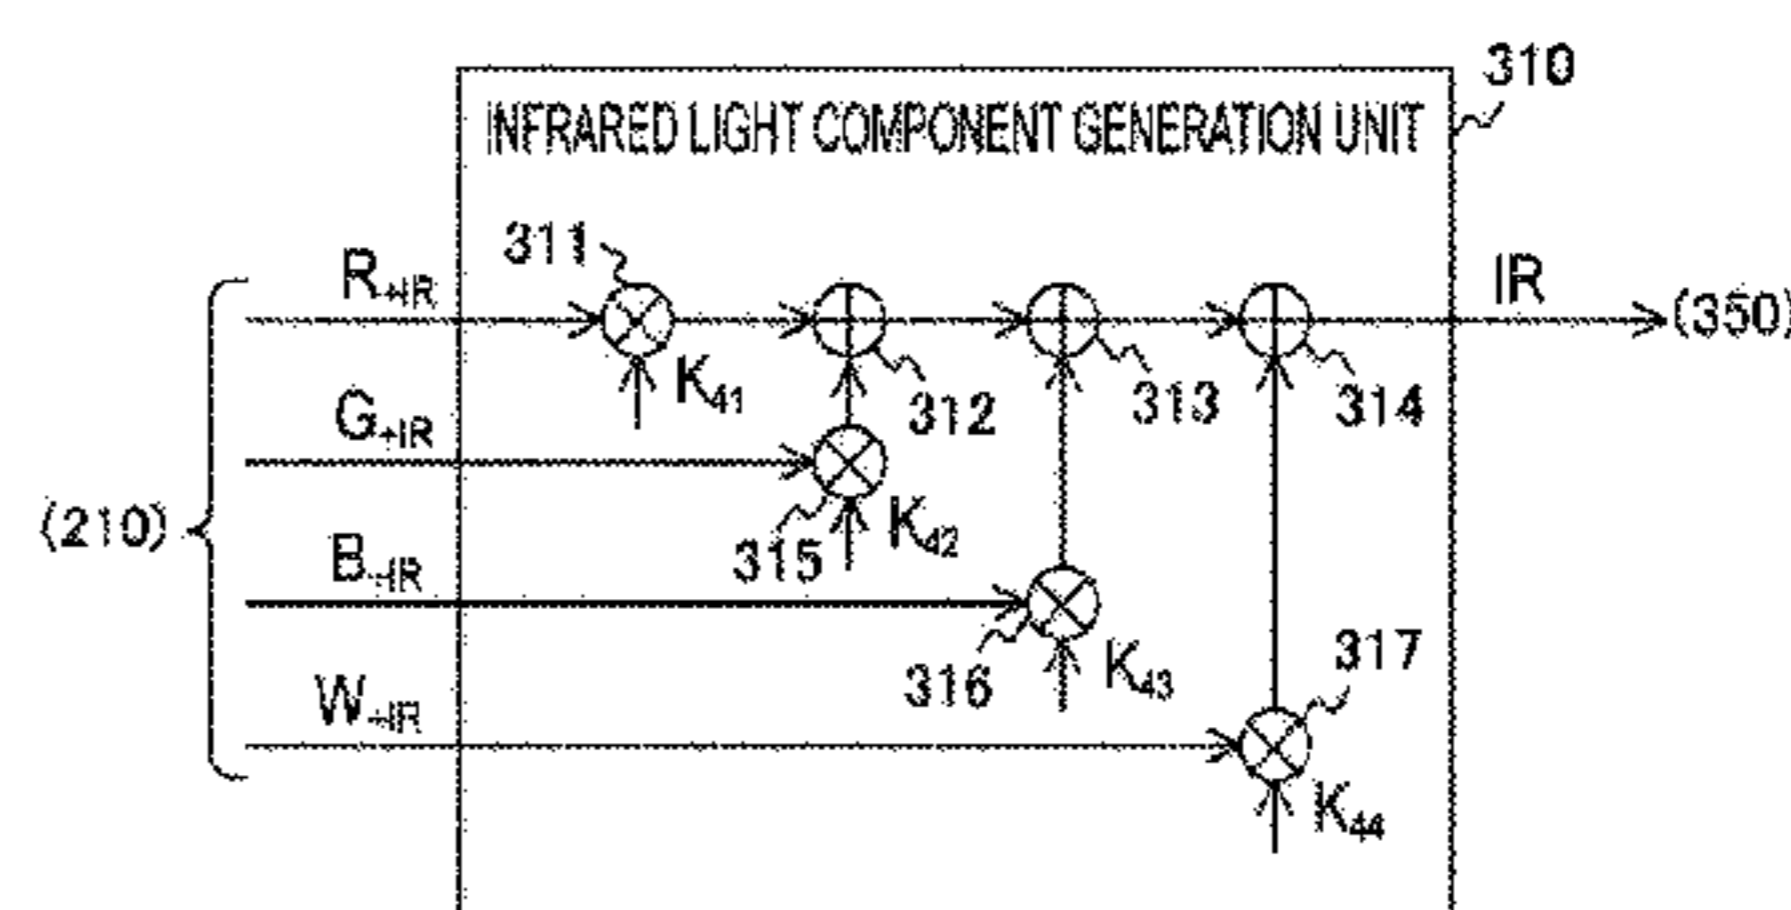 310
INFRARED LIGHT COMPONENT GENERATION UNIT
311
R+IR
IR
(350)
K41
312
313
314
G+IR
(210)
315
K42
B+IR
316
K43
317
W+IR
K44